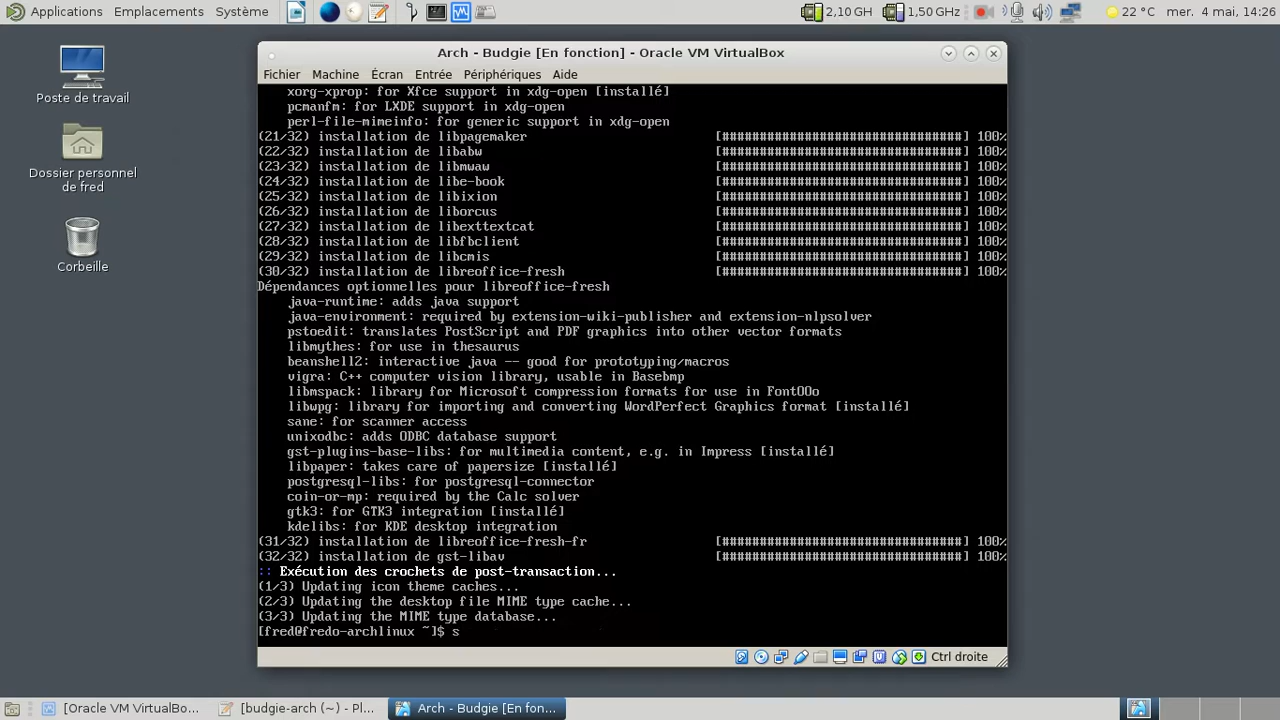 Applications Emplacements Système
2,10 GH
1,50 GHz
22 °C mer. 4 mai, 14:26
Poste de travail
Dossier personnel
de fred
Corbeille
Arch - Budgie [En fonction] - Oracle VM VirtualBox
Fichier Machine Écran Entrée Périphériques Aide
xorg-xprop: for Xfce support in xdg-open [installé]
pcmanfm: for LXDE support in xdg-open
perl-file-mimeinfo: for generic support in xdg-open
(21/32) installation de libpagemaker [################################] 100%
(22/32) installation de libabw [################################] 100%
(23/32) installation de libmwaw [################################] 100%
(24/32) installation de libe-book [################################] 100%
(25/32) installation de libixion [################################] 100%
(26/32) installation de liborcus [################################] 100%
(27/32) installation de libexttextcat [################################] 100%
(28/32) installation de libfbclient [################################] 100%
(29/32) installation de libcmis [################################] 100%
(30/32) installation de libreoffice-fresh [################################] 100%
Dépendances optionnelles pour libreoffice-fresh
java-runtime: adds java support
java-environment: required by extension-wiki-publisher and extension-nlpsolver
pstoedit: translates PostScript and PDF graphics into other vector formats
libmythes: for use in thesaurus
beanshell2: interactive java -- good for prototyping/macros
vigra: C++ computer vision library, usable in Basebmp
libmspack: library for Microsoft compression formats for use in FontOOo
libwpg: library for importing and converting WordPerfect Graphics format [installé]
sane: for scanner access
unixodbc: adds ODBC database support
gst-plugins-base-libs: for multimedia content, e.g. in Impress [installé]
libpaper: takes care of papersize [installé]
postgresql-libs: for postgresql-connector
coin-or-mp: required by the Calc solver
gtk3: for GTK3 integration [installé]
kdelibs: for KDE desktop integration
(31/32) installation de libreoffice-fresh-fr [################################] 100%
(32/32) installation de gst-libav [################################] 100%
:: Exécution des crochets de post-transaction...
(1/3) Updating icon theme caches...
(2/3) Updating the desktop file MIME type cache...
(3/3) Updating the MIME type database...
[fred@fredo-archlinux ~]$ s
Ctrl droite
[Oracle VM VirtualBo... [budgie-arch (~) - Pl... Arch - Budgie [En fon...